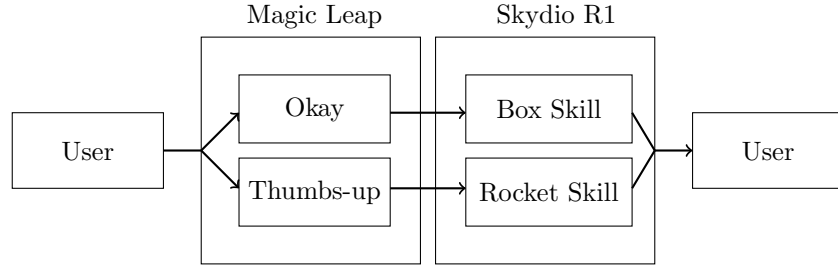 Magic Leap
Skydio R1
User
Okay
Box Skill
User
Thumbs-up
Rocket Skill